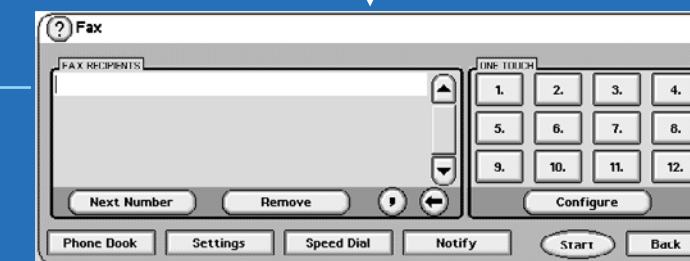 ? Fax
FAX RECIPIENTS
ONE TOUCH
1. 2. 3. 4.
5. 6. 7. 8.
9. 10. 11. 12.
Next Number Remove , Configure
Phone Book Settings Speed Dial Notify Start Back